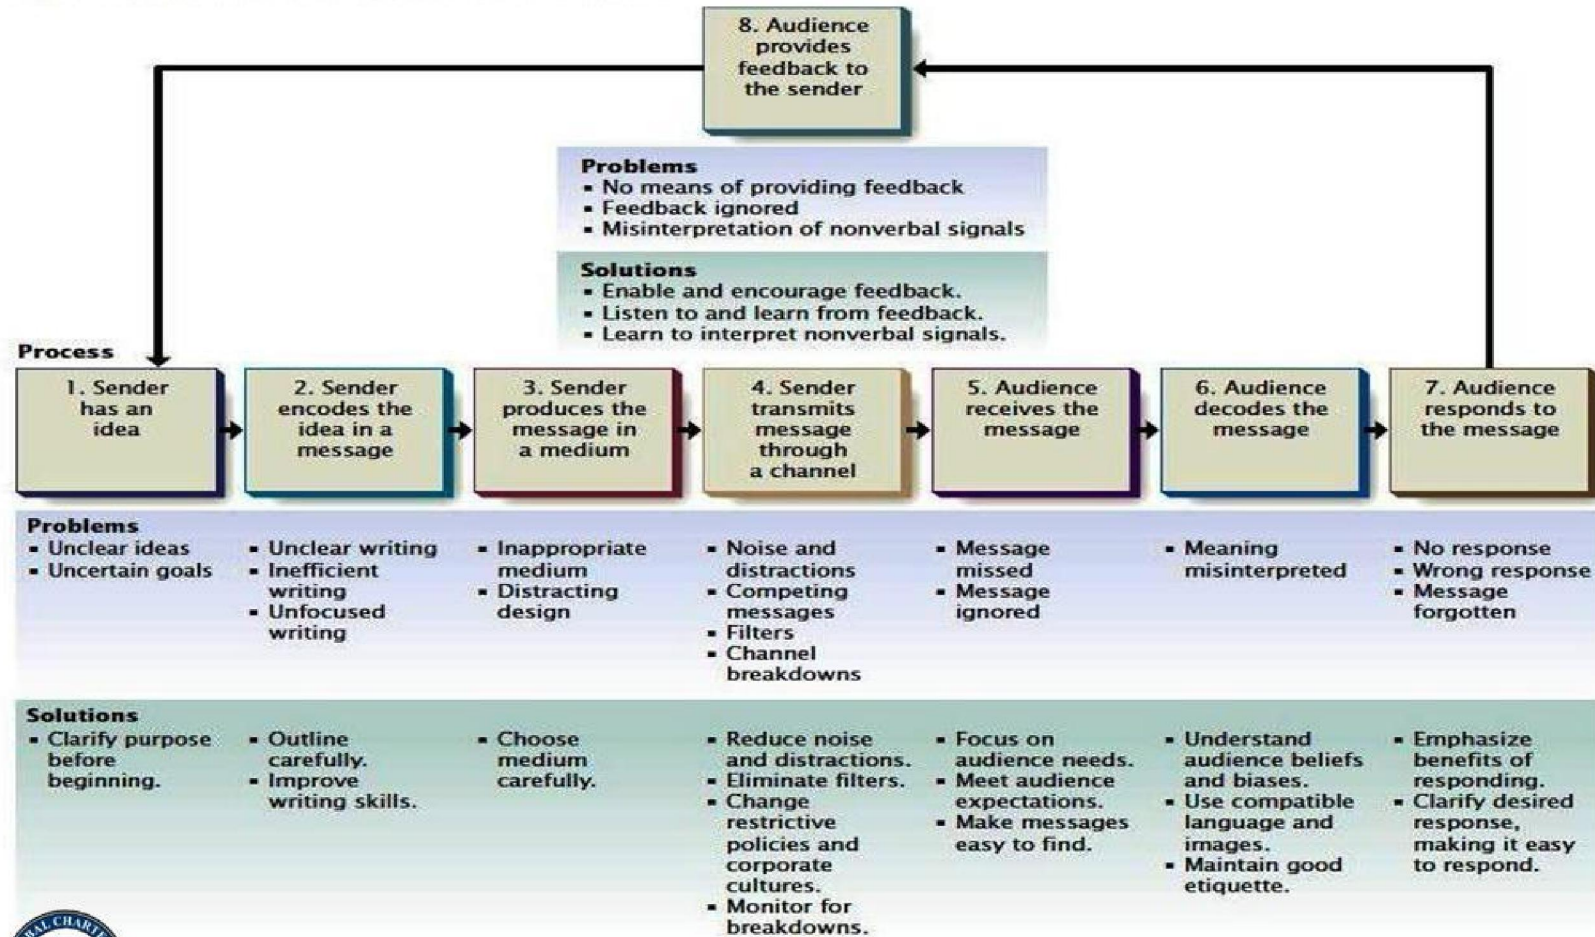 8. Audience
provides
feedback to
the sender
Problems
▪ No means of providing feedback
▪ Feedback ignored
▪ Misinterpretation of nonverbal signals
Solutions
▪ Enable and encourage feedback.
▪ Listen to and learn from feedback.
▪ Learn to interpret nonverbal signals.
Process
1. Sender
has an
idea
2. Sender
encodes the
idea in a
message
3. Sender
produces the
message in
a medium
4. Sender
transmits
message
through
a channel
5. Audience
receives the
message
6. Audience
decodes the
message
7. Audience
responds to
the message
Problems
▪ Unclear ideas
▪ Uncertain goals
▪ Unclear writing
▪ Inefficient
writing
▪ Unfocused
writing
▪ Inappropriate
medium
▪ Distracting
design
▪ Noise and
distractions
▪ Competing
messages
▪ Filters
▪ Channel
breakdowns
▪ Message
missed
▪ Message
ignored
▪ Meaning
misinterpreted
▪ No response
▪ Wrong response
▪ Message
forgotten
Solutions
▪ Clarify purpose
before
beginning.
▪ Outline
carefully.
▪ Improve
writing skills.
▪ Choose
medium
carefully.
▪ Reduce noise
and distractions.
▪ Eliminate filters.
▪ Change
restrictive
policies and
corporate
cultures.
▪ Monitor for
breakdowns.
▪ Focus on
audience needs.
▪ Meet audience
expectations.
▪ Make messages
easy to find.
▪ Understand
audience beliefs
and biases.
▪ Use compatible
language and
images.
▪ Maintain good
etiquette.
▪ Emphasize
benefits of
responding.
▪ Clarify desired
response,
making it easy
to respond.